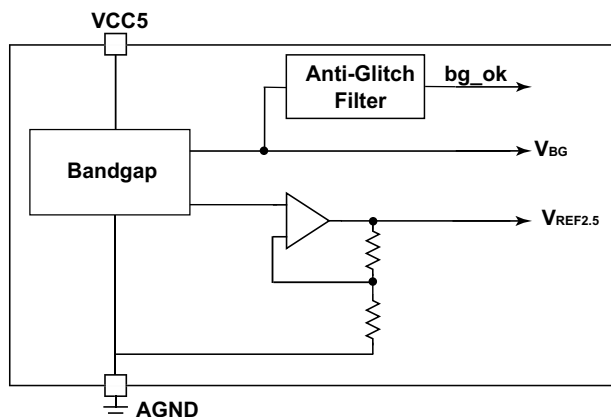 VCC5
Anti-Glitch
Filter
bg_ok
Bandgap
VBG
VREF2.5
AGND